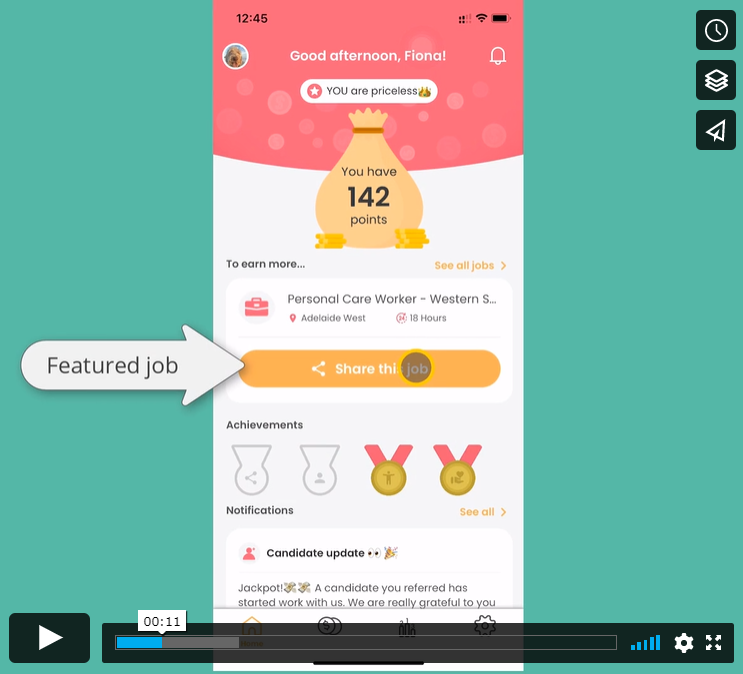 12:45
Good afternoon, Fiona!
YOU are priceless👑
You have
142
points
To earn more...
See all jobs >
Personal Care Worker - Western S...
Adelaide West
18 Hours
Featured job
Share this job
Achievements
Notifications
See all >
Candidate update 👀 🎉
Jackpot!💸💸 A candidate you referred has
started work with us. We are really grateful to you
00:11